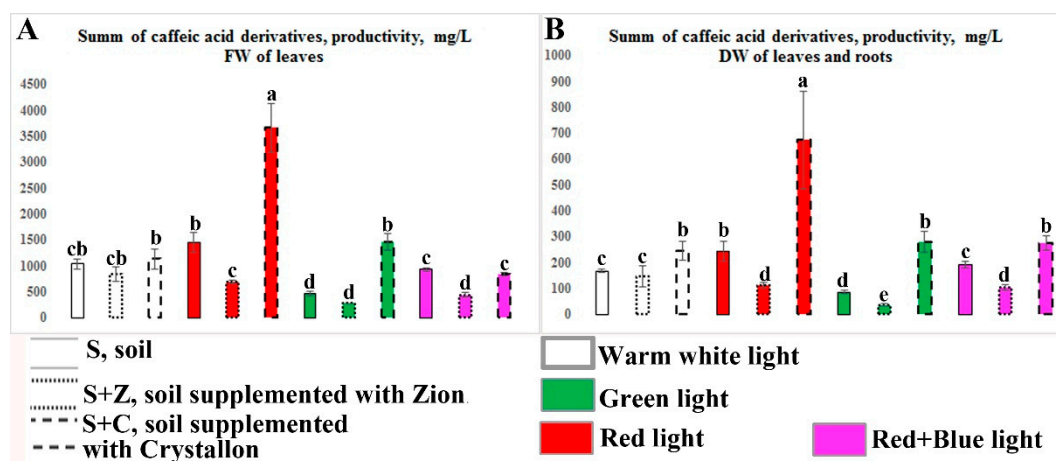 A
Summ of caffeic acid derivatives, productivity, mg/L
FW of leaves
4500
4000
3500
3000
2500
2000
1500
1000
500
0
cb
cb
b
b
c
a
d
d
b
c
d
c
B
Summ of caffeic acid derivatives, productivity, mg/L
DW of leaves and roots
1000
900
800
700
600
500
400
300
200
100
0
c
c
b
b
d
a
d
e
b
c
d
b
S, soil
S+Z, soil supplemented with Zion
S+C, soil supplemented
with Crystallon
Warm white light
Green light
Red light
Red+Blue light